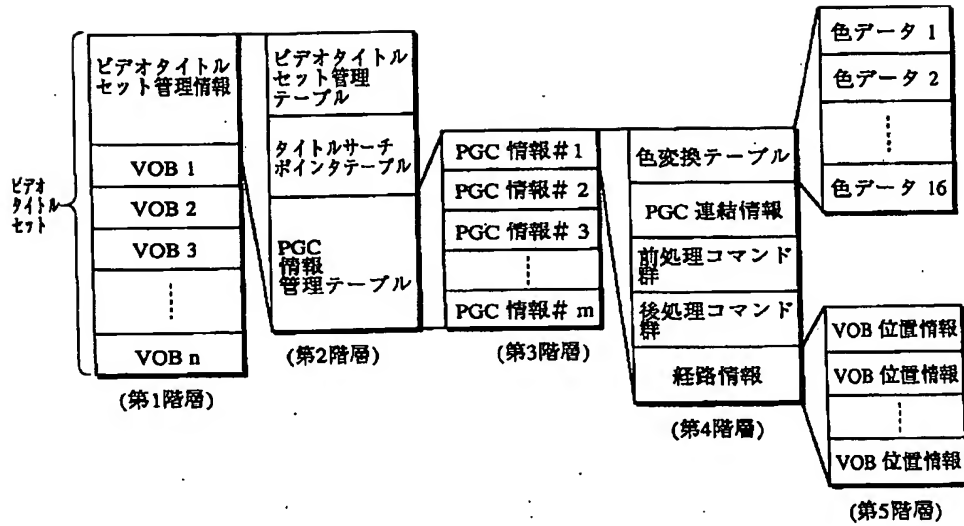 ビデオ
タイトル
セット
ビデオタイトル
セット管理情報
VOB 1
VOB 2
VOB 3
VOB n
(第1階層)
ビデオタイトル
セット管理
テーブル
タイトルサーチ
ポインタテーブル
PGC
情報
管理テーブル
(第2階層)
PGC 情報# 1
PGC 情報# 2
PGC 情報# 3
PGC 情報# m
(第3階層)
色変換テーブル
PGC 連結情報
前処理コマンド
群
後処理コマンド
群
経路情報
(第4階層)
色データ 1
色データ 2
色データ 16
VOB 位置情報
VOB 位置情報
VOB 位置情報
(第5階層)